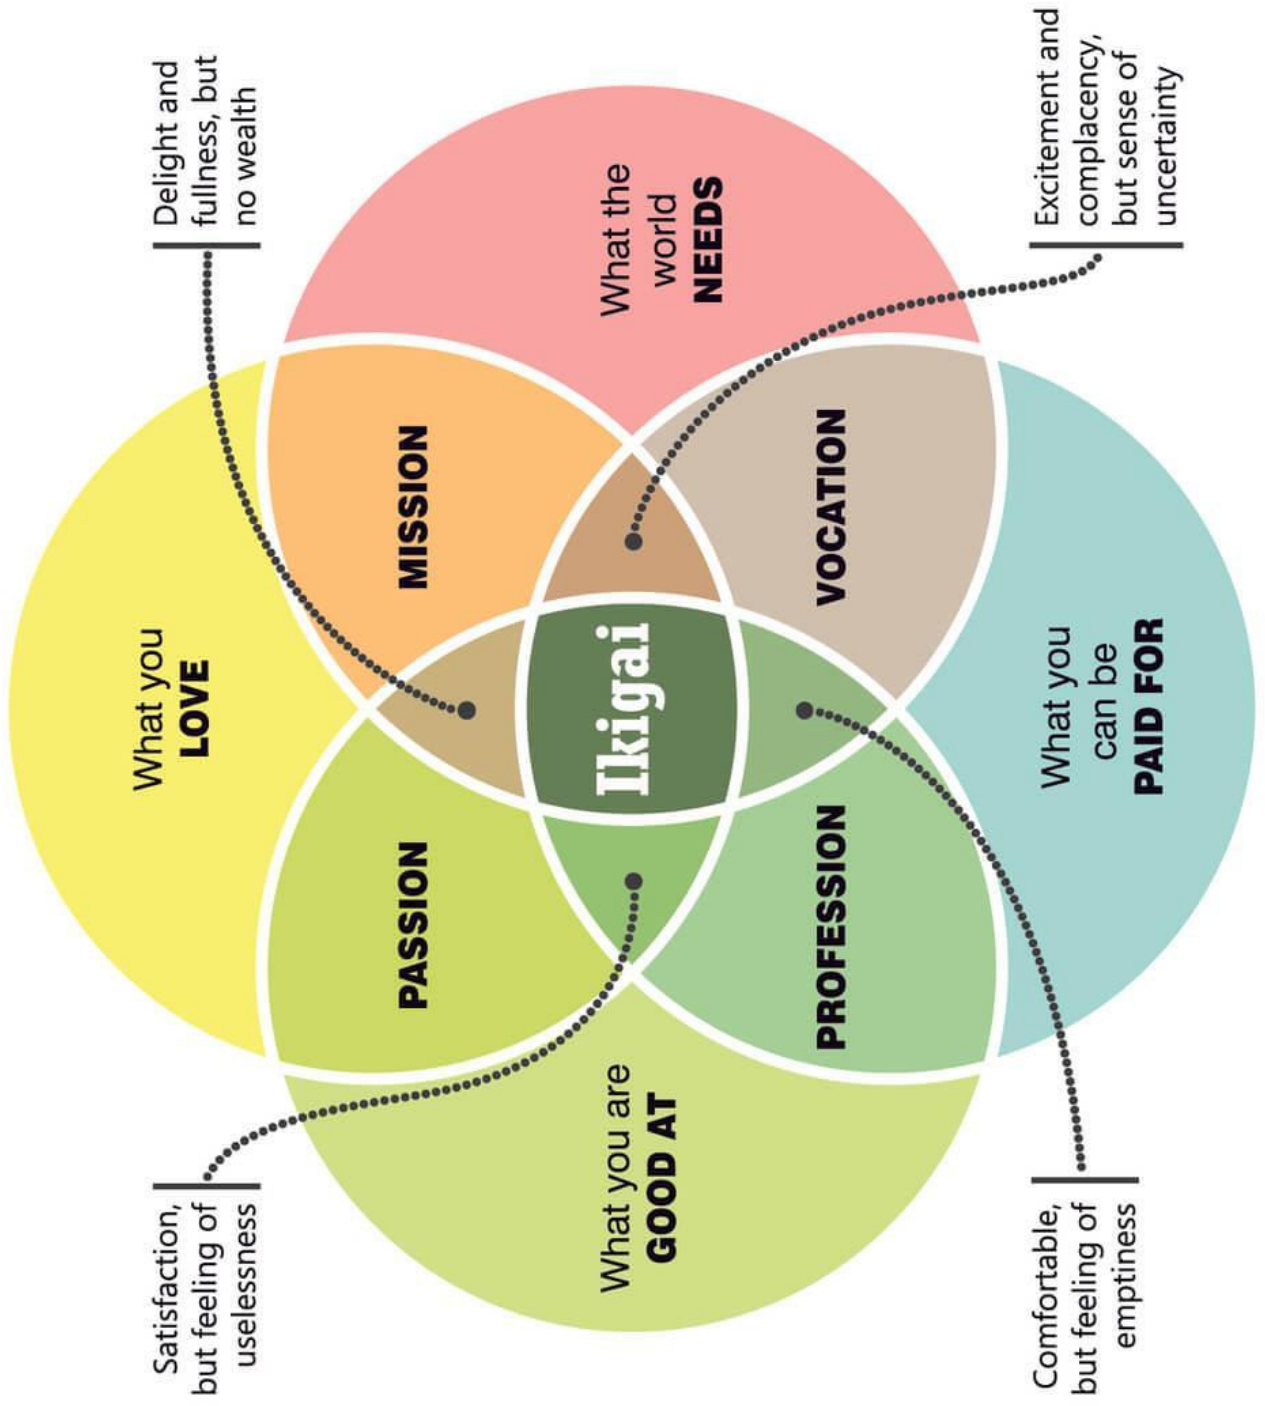 Satisfaction,
but feeling of
uselessness
Delight and
fullness, but
no wealth
What you
LOVE
PASSION
MISSION
What you are
GOOD AT
Ikigai
What the
world
NEEDS
PROFESSION
VOCATION
What you
can be
PAID FOR
Comfortable,
but feeling of
emptiness
Excitement and
complacency,
but sense of
uncertainty